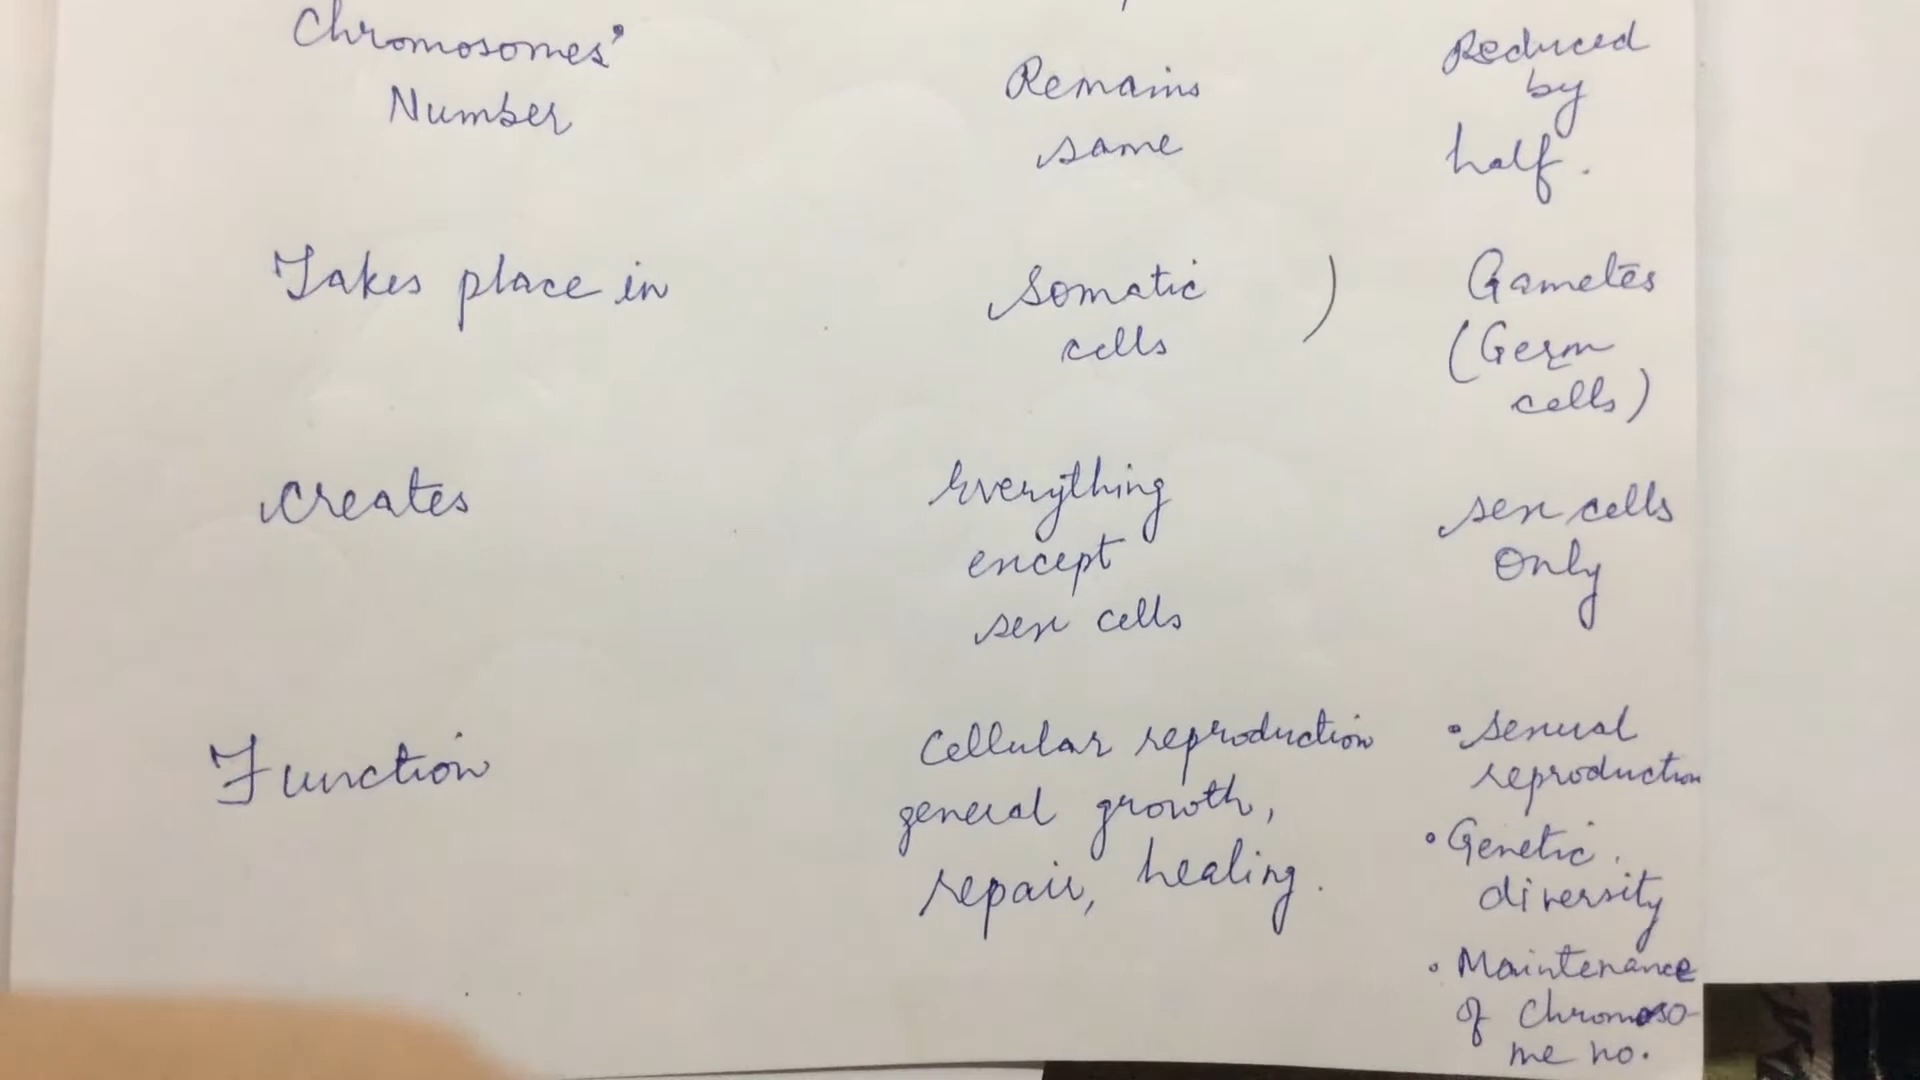 Chromosomes'
Number
Remains
same
Reduced
by
half.
Takes place in
Somatic
cells
)
Gametes
(Germ
cells)
Creates
Everything
except
sex cells
sex cells
only
Function
Cellular reproduction
general growth,
repair, healing.
• sexual
reproduction
• Genetic
diversity
• Maintenance
of Chromoso-
me no.